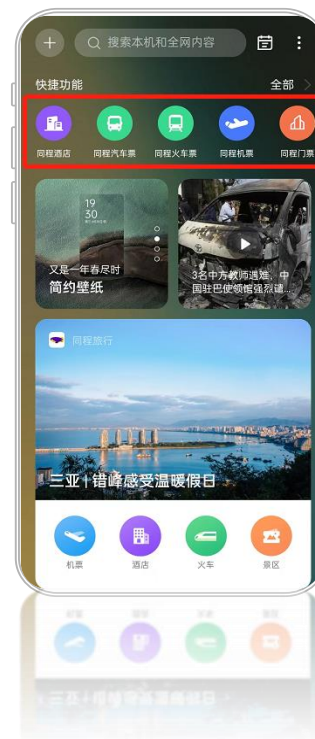 搜索本机和全网内容
快捷功能
全部
同程酒店
同程汽车票
同程火车票
同程机票
同程门票
19
30
又是一年春尽时
简约壁纸
3名中方教师遇难，中
国驻巴使领馆强烈谴...
同程旅行
三亚 | 错峰感受温暖假日
机票
酒店
火车
景区